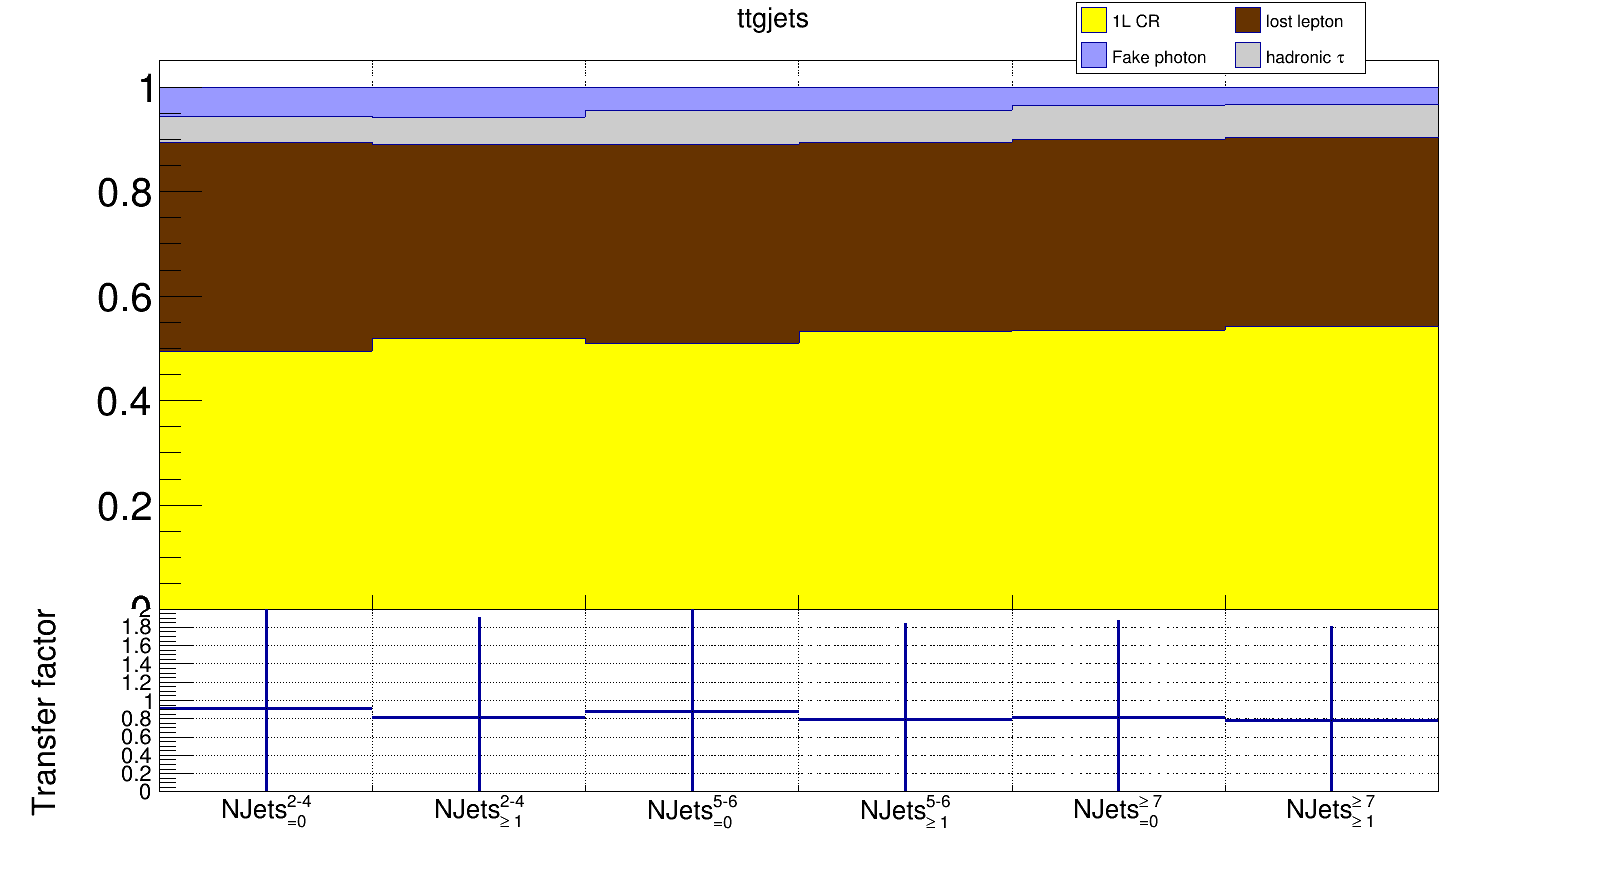 ttgjets
1L CR
lost lepton
Fake photon
hadronic τ
1
0.8
0.6
0.4
0.2
0
2
1.8
1.6
1.4
1.2
1
0.8
0.6
0.4
0.2
0
Transfer factor
NJets 2-4 =0
NJets 2-4 ≥ 1
NJets 5-6 =0
NJets 5-6 ≥ 1
NJets ≥ 7 =0
NJets ≥ 7 ≥ 1